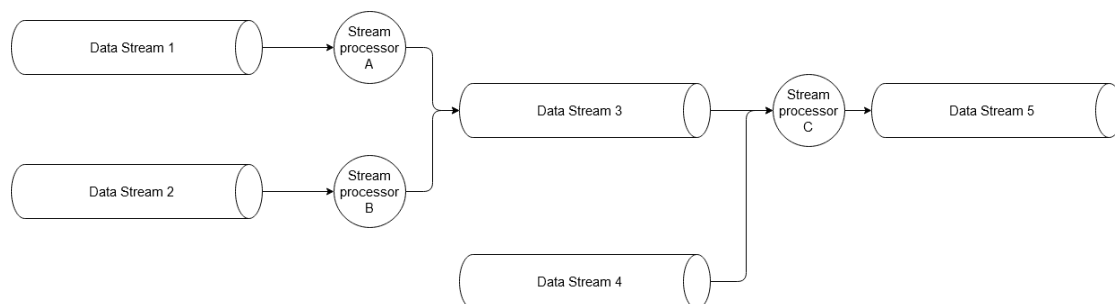 Data Stream 1
Stream
processor
A
Data Stream 2
Stream
processor
B
Data Stream 3
Data Stream 4
Stream
processor
C
Data Stream 5